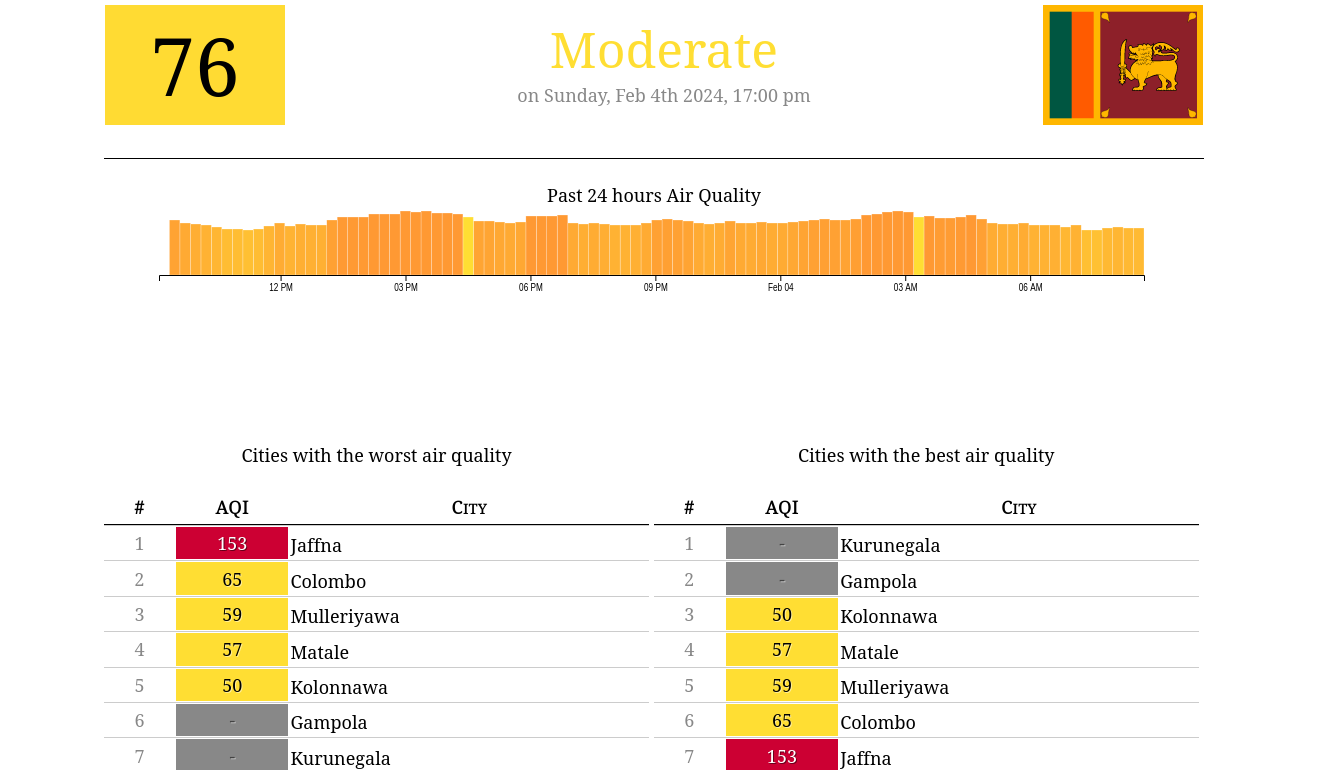 76
Moderate
on Sunday, Feb 4th 2024, 17:00 pm
Past 24 hours Air Quality
12 PM 03 PM 06 PM 09 PM Feb 04 03 AM 06 AM
Cities with the worst air quality
# AQI City
1 153 Jaffna
2 65 Colombo
3 59 Mulleriyawa
4 57 Matale
5 50 Kolonnawa
6 - Gampola
7 - Kurunegala
Cities with the best air quality
# AQI City
1 - Kurunegala
2 - Gampola
3 50 Kolonnawa
4 57 Matale
5 59 Mulleriyawa
6 65 Colombo
7 153 Jaffna